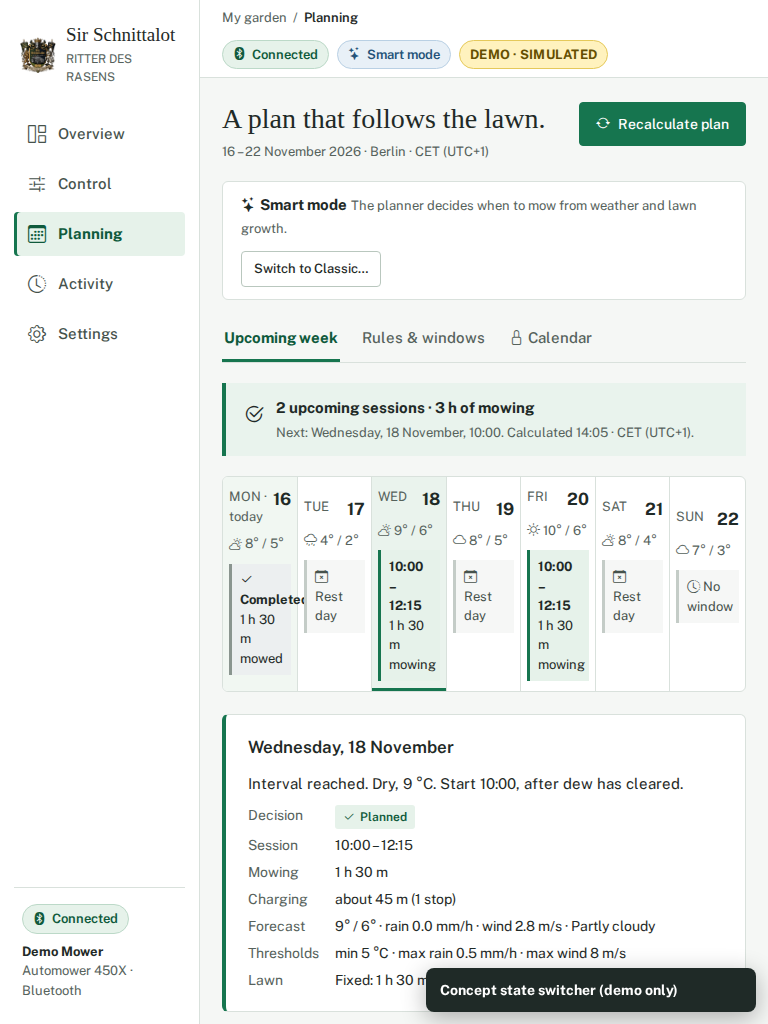 Sir Schnittalot
RITTER DES
RASENS
Overview
Control
Planning
Activity
Settings
Connected
Demo Mower
Automower 450X ·
Bluetooth
My garden / Planning
Connected
Smart mode
DEMO · SIMULATED
A plan that follows the lawn.
16–22 November 2026 · Berlin · CET (UTC+1)
Recalculate plan
Smart mode The planner decides when to mow from weather and lawn
growth.
Switch to Classic...
Upcoming week
Rules & windows
Calendar
2 upcoming sessions · 3 h of mowing
Next: Wednesday, 18 November, 10:00. Calculated 14:05 · CET (UTC+1).
MON · 16
today
8° / 5°
Completed
1 h 30
m
mowed
TUE 17
4° / 2°
Rest
day
WED 18
9° / 6°
10:00
–
12:15
1 h 30
m
mowing
THU 19
8° / 5°
Rest
day
FRI 20
10° / 6°
10:00
–
12:15
1 h 30
m
mowing
SAT 21
8° / 4°
Rest
day
SUN 22
7° / 3°
No
window
Wednesday, 18 November
Interval reached. Dry, 9 °C. Start 10:00, after dew has cleared.
Decision Planned
Session 10:00–12:15
Mowing 1 h 30 m
Charging about 45 m (1 stop)
Forecast 9° / 6° · rain 0.0 mm/h · wind 2.8 m/s · Partly cloudy
Thresholds min 5 °C · max rain 0.5 mm/h · max wind 8 m/s
Lawn Fixed: 1 h 30 m
Concept state switcher (demo only)